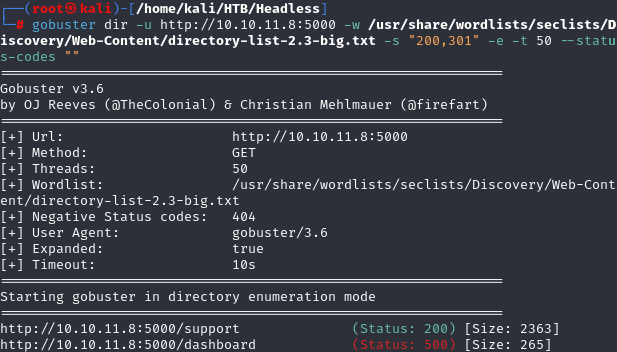 ┌──(root㉿kali)-[/home/kali/HTB/Headless]
└─# gobuster dir -u http://10.10.11.8:5000 -w /usr/share/wordlists/seclists/D
iscovery/Web-Content/directory-list-2.3-big.txt -s "200,301" -e -t 50 --statu
s-codes ""
===============================================================
Gobuster v3.6
by OJ Reeves (@TheColonial) & Christian Mehlmauer (@firefart)
===============================================================
[+] Url:                     http://10.10.11.8:5000
[+] Method:                  GET
[+] Threads:                 50
[+] Wordlist:                /usr/share/wordlists/seclists/Discovery/Web-Cont
ent/directory-list-2.3-big.txt
[+] Negative Status codes:   404
[+] User Agent:              gobuster/3.6
[+] Expanded:                true
[+] Timeout:                 10s
===============================================================
Starting gobuster in directory enumeration mode
===============================================================
http://10.10.11.8:5000/support              (Status: 200) [Size: 2363]
http://10.10.11.8:5000/dashboard            (Status: 500) [Size: 265]